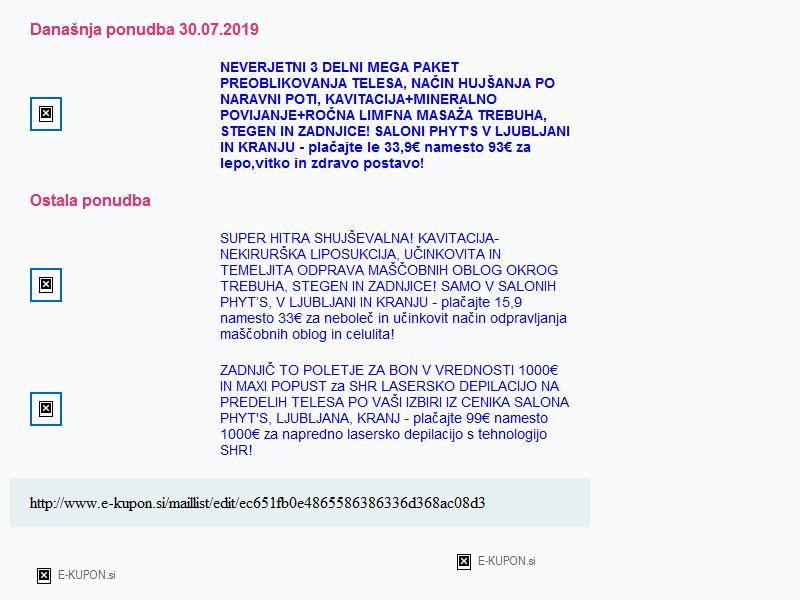 Današnja ponudba 30.07.2019
NEVERJETNI 3 DELNI MEGA PAKET
PREOBLIKOVANJA TELESA, NAČIN HUJŠANJA PO
NARAVNI POTI, KAVITACIJA+MINERALNO
POVIJANJE+ROČNA LIMFNA MASAŽA TREBUHA,
STEGEN IN ZADNJICE! SALONI PHYT'S V LJUBLJANI
IN KRANJU - plačajte le 33,9€ namesto 93€ za
lepo,vitko in zdravo postavo!
Ostala ponudba
SUPER HITRA SHUJŠEVALNA! KAVITACIJA-
NEKIRURŠKA LIPOSUKCIJA, UČINKOVITA IN
TEMELJITA ODPRAVA MAŠČOBNIH OBLOG OKROG
TREBUHA, STEGEN IN ZADNJICE! SAMO V SALONIH
PHYT'S, V LJUBLJANI IN KRANJU - plačajte 15,9
namesto 33€ za neboleč in učinkovit način odpravljanja
maščobnih oblog in celulita!
ZADNJIČ TO POLETJE ZA BON V VREDNOSTI 1000€
IN MAXI POPUST za SHR LASERSKO DEPILACIJO NA
PREDELIH TELESA PO VAŠI IZBIRI IZ CENIKA SALONA
PHYT'S, LJUBLJANA, KRANJ - plačajte 99€ namesto
1000€ za napredno lasersko depilacijo s tehnologijo
SHR!
http://www.e-kupon.si/maillist/edit/ec651fb0e4865586386336d368ac08d3
E-KUPON.si
E-KUPON.si